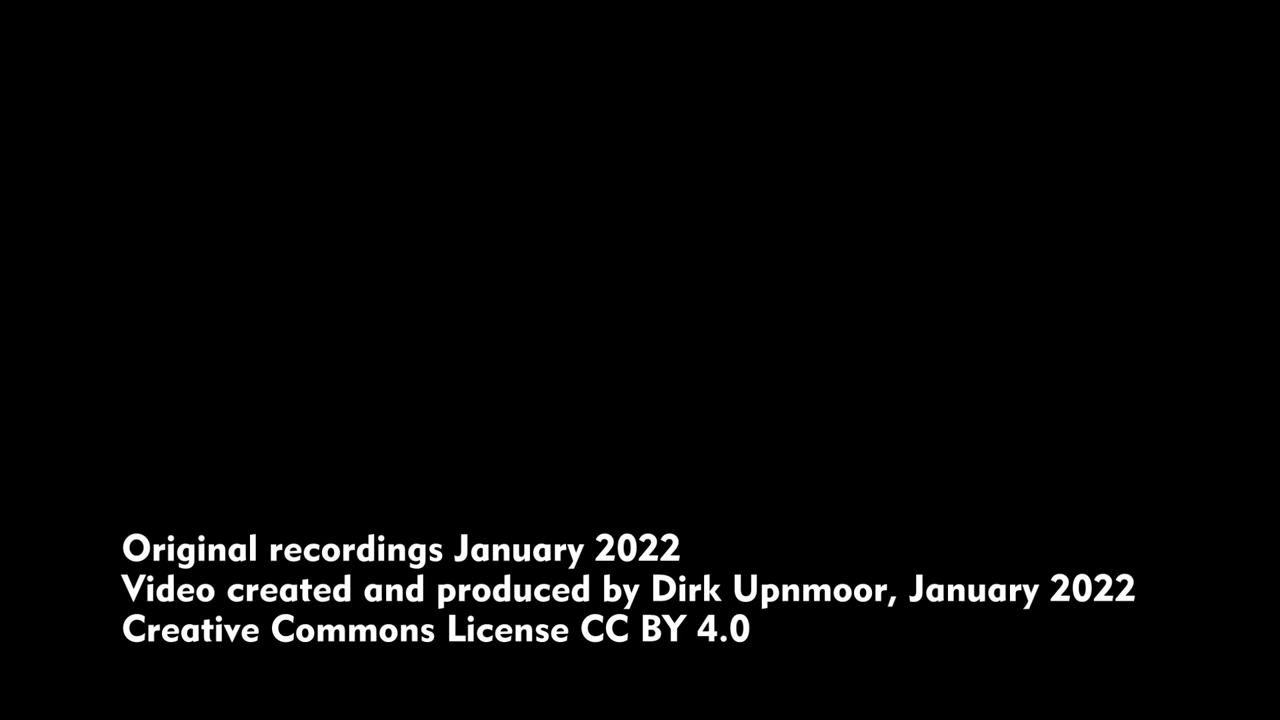 Original recordings January 2022
Video created and produced by Dirk Upnmoor, January 2022
Creative Commons License CC BY 4.0